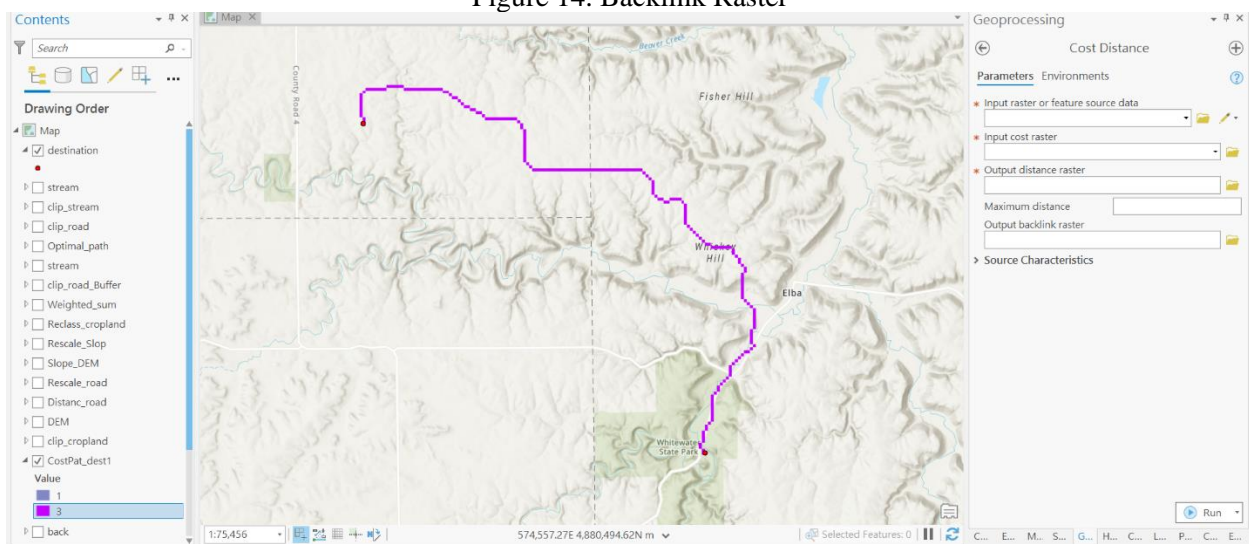 Figure 14: Backlink Raster
Contents
Search
Drawing Order
Map
destination
stream
clip_stream
clip_road
Optimal_path
stream
clip_road_Buffer
Weighted_sum
Reclass_cropland
Rescale_Slop
Slope_DEM
Rescale_road
Distanc_road
DEM
clip_cropland
CostPat_dest1
Value
1
3
back
Map
County Road 4
Beaver Creek
Fisher Hill
Whiskey
Hill
Elba
Whitewater
State Park
1:75,456
574,557.27E 4,880,494.62N m
Selected Features: 0
Geoprocessing
Cost Distance
Parameters Environments
* Input raster or feature source data
* Input cost raster
* Output distance raster
Maximum distance
Output backlink raster
> Source Characteristics
Run
C... E... M... S... G... H... C... L... P... C... E...